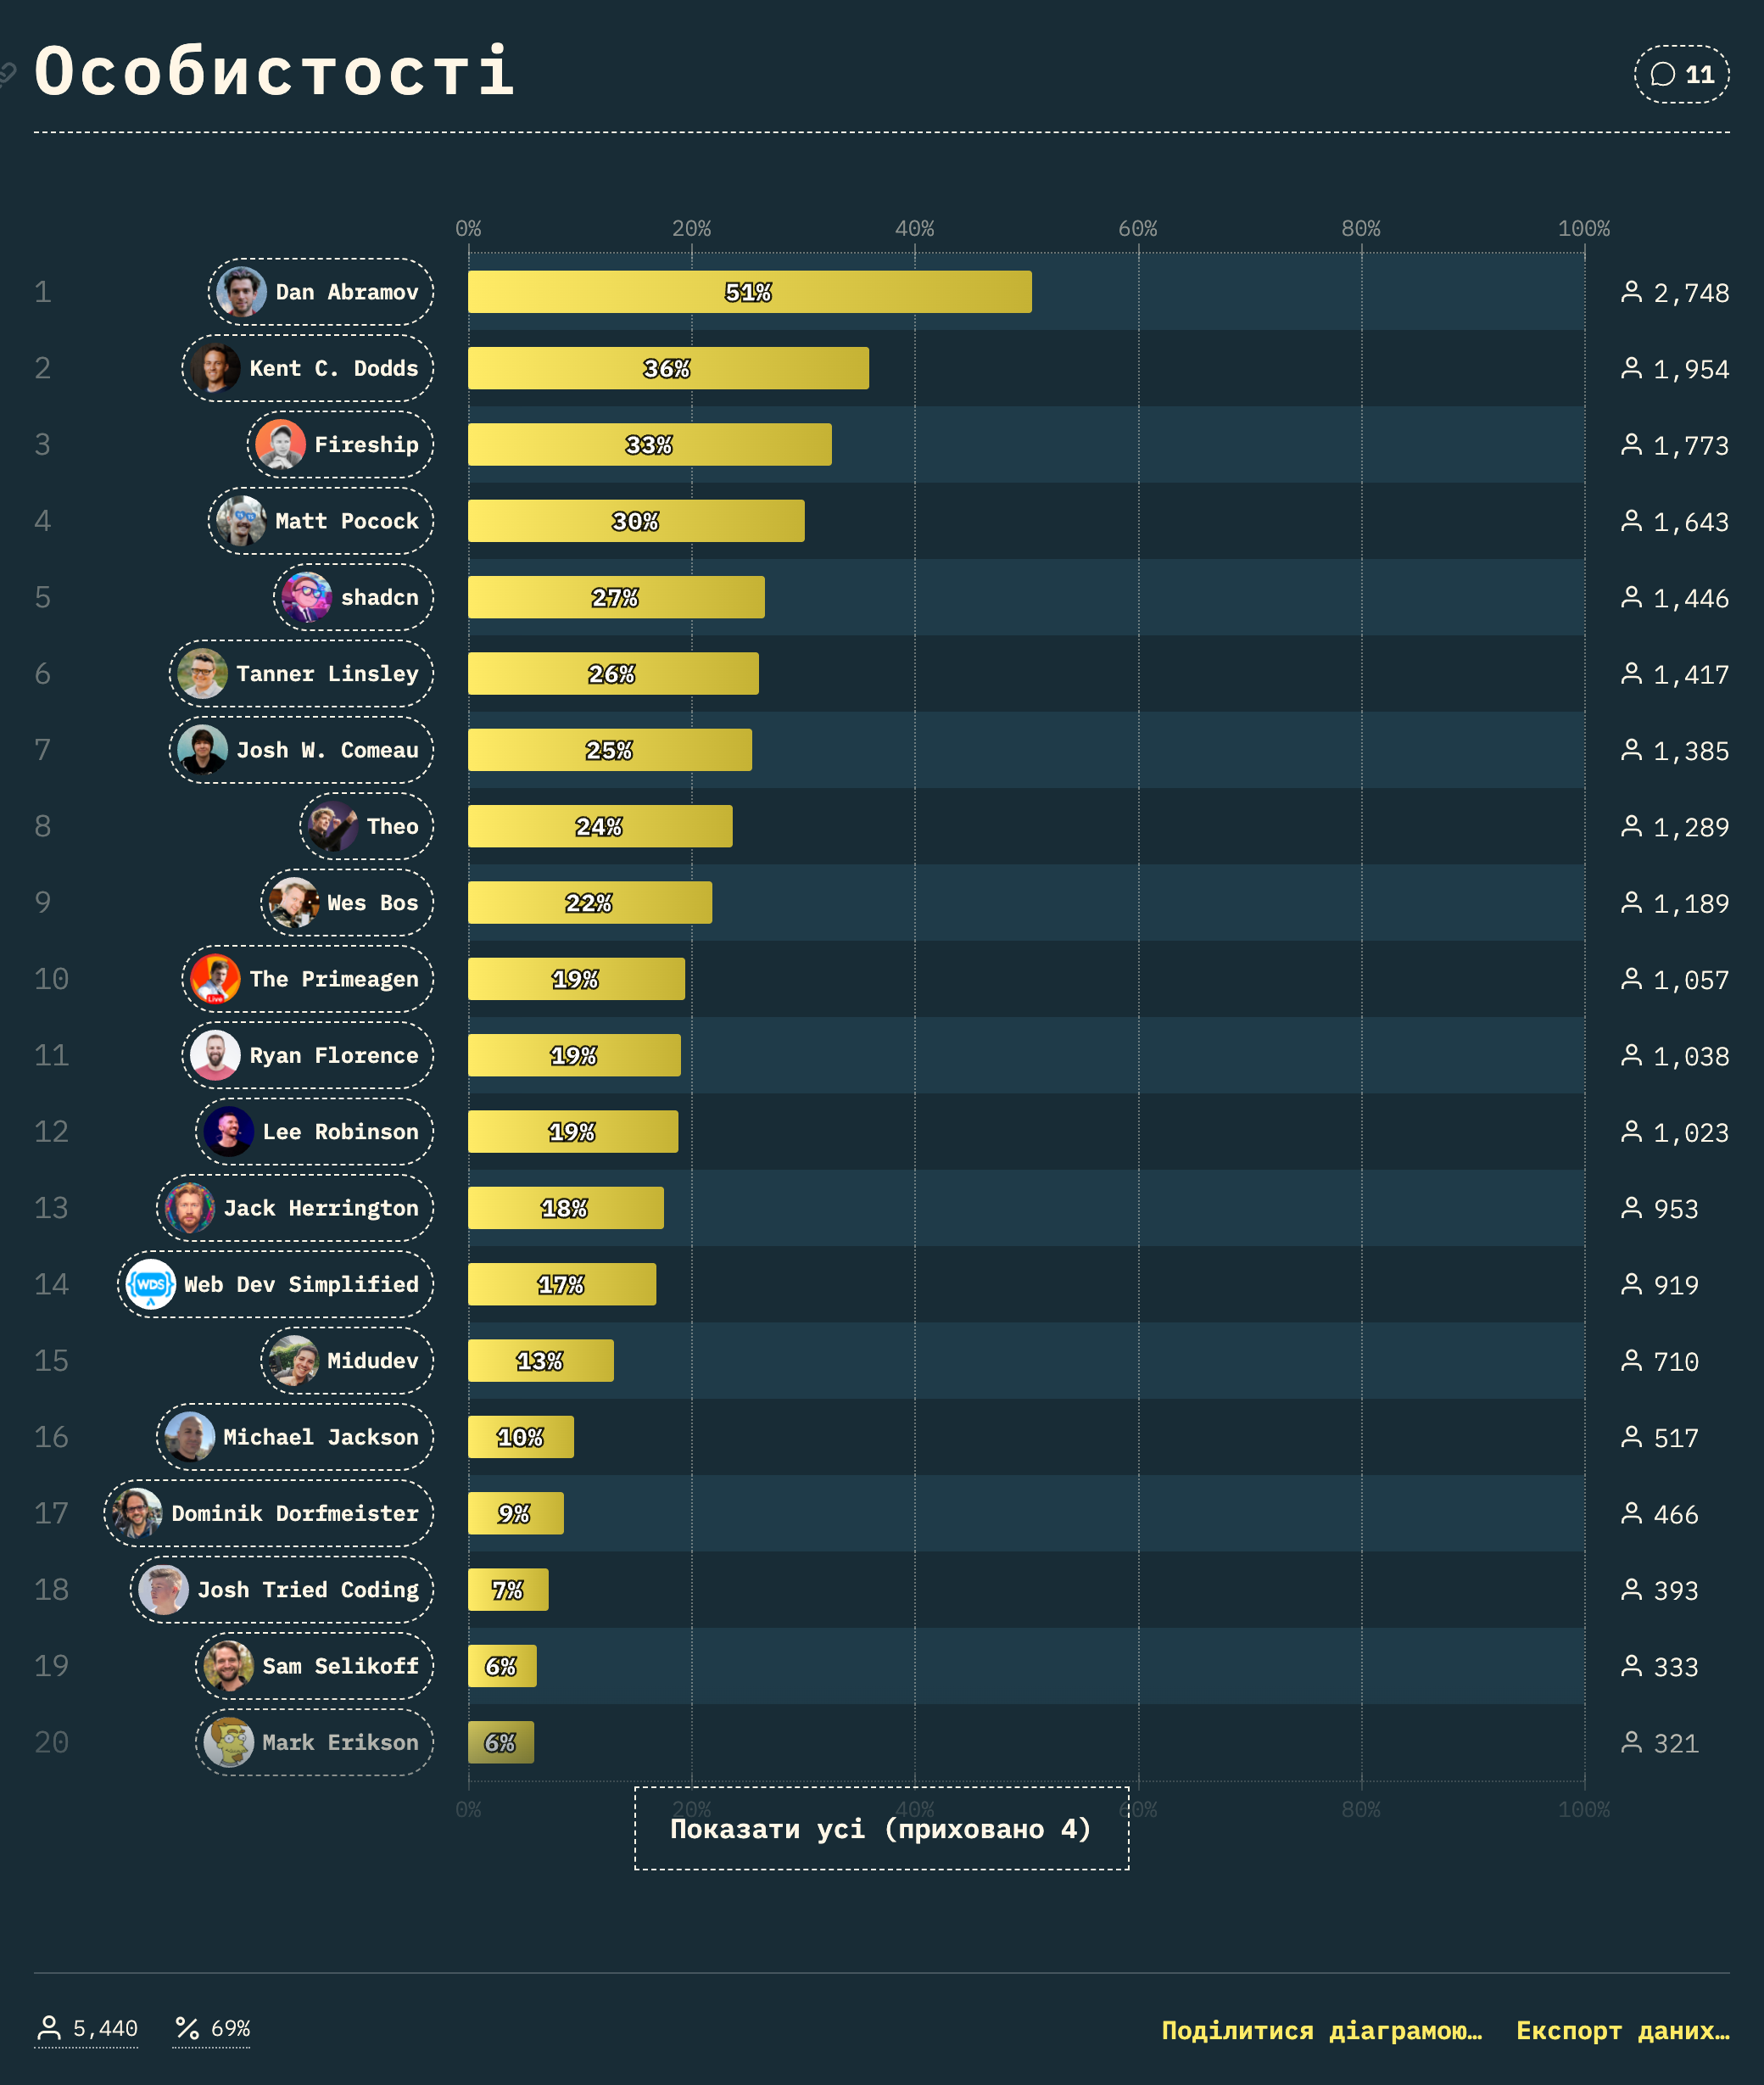 Особистості
11
0% 20% 40% 60% 80% 100%
1 Dan Abramov 51% 2,748
2 Kent C. Dodds 36% 1,954
3 Fireship 33% 1,773
4 Matt Pocock 30% 1,643
5 shadcn 27% 1,446
6 Tanner Linsley 26% 1,417
7 Josh W. Comeau 25% 1,385
8 Theo 24% 1,289
9 Wes Bos 22% 1,189
10 Live The Primeagen 19% 1,057
11 Ryan Florence 19% 1,038
12 Lee Robinson 19% 1,023
13 Jack Herrington 18% 953
14 {WDS} Web Dev Simplified 17% 919
15 Midudev 13% 710
16 Michael Jackson 10% 517
17 Dominik Dorfmeister 9% 466
18 Josh Tried Coding 7% 393
19 Sam Selikoff 6% 333
20 Mark Erikson 6% 321
0% 20% 40% 60% 80% 100%
Показати усі (приховано 4)
5,440 % 69% Поділитися діаграмою… Експорт даних…